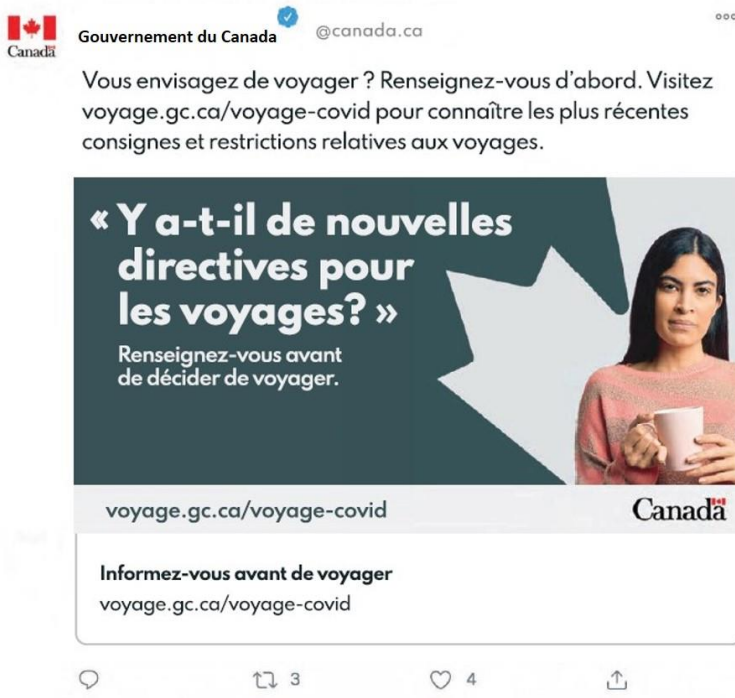 Canada
Gouvernement du Canada @canada.ca
Vous envisagez de voyager ? Renseignez-vous d’abord. Visitez
voyage.gc.ca/voyage-covid pour connaître les plus récentes
consignes et restrictions relatives aux voyages.
« Y a-t-il de nouvelles
directives pour
les voyages? »
Renseignez-vous avant
de décider de voyager.
voyage.gc.ca/voyage-covid Canada
Informez-vous avant de voyager
voyage.gc.ca/voyage-covid
3 4